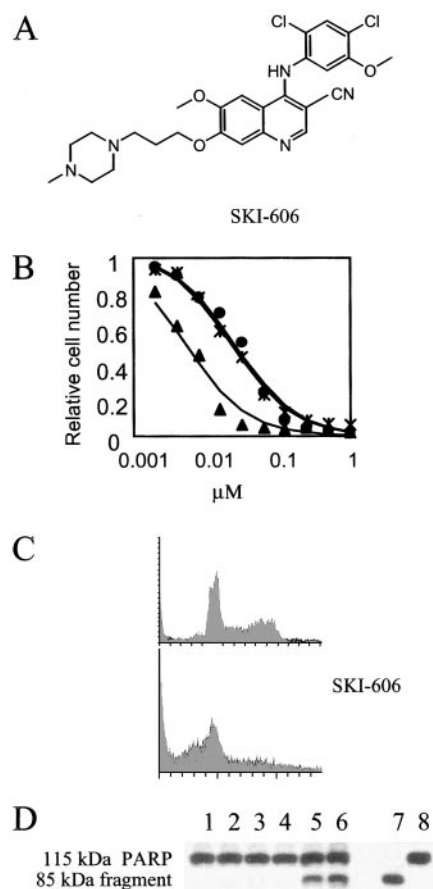 A
Cl
Cl
HN
O
O
CN
N
O
N
N
SKI-606
B
Relative cell number
1
0.8
0.6
0.4
0.2
0
0.001
0.01
0.1
1
µM
C
SKI-606
D
1 2 3 4 5 6 7 8
115 kDa PARP
85 kDa fragment